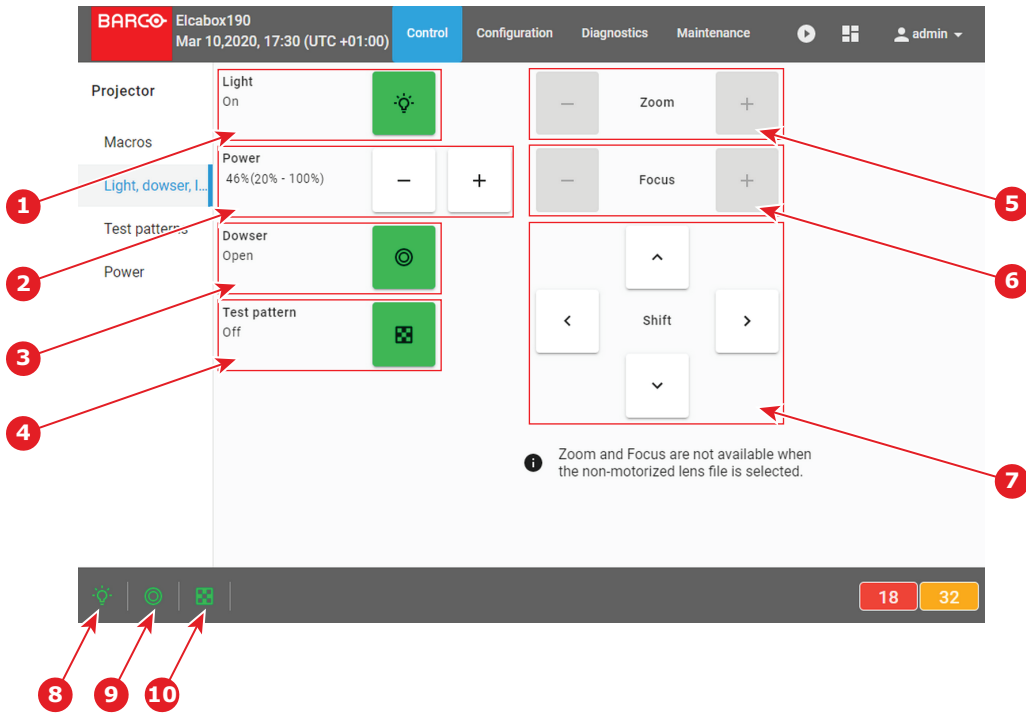 BARCO
Elcabox190
Mar 10,2020, 17:30 (UTC +01:00)
Control
Configuration
Diagnostics
Maintenance
admin
Projector
Macros
Light, dowser, l...
Test patterns
Power
Light
On
Power
46%(20% - 100%)
− +
Dowser
Open
Test pattern
Off
− Zoom +
− Focus +
Shift
Zoom and Focus are not available when
the non-motorized lens file is selected.
18 32
1
2
3
4
5
6
7
8 9 10